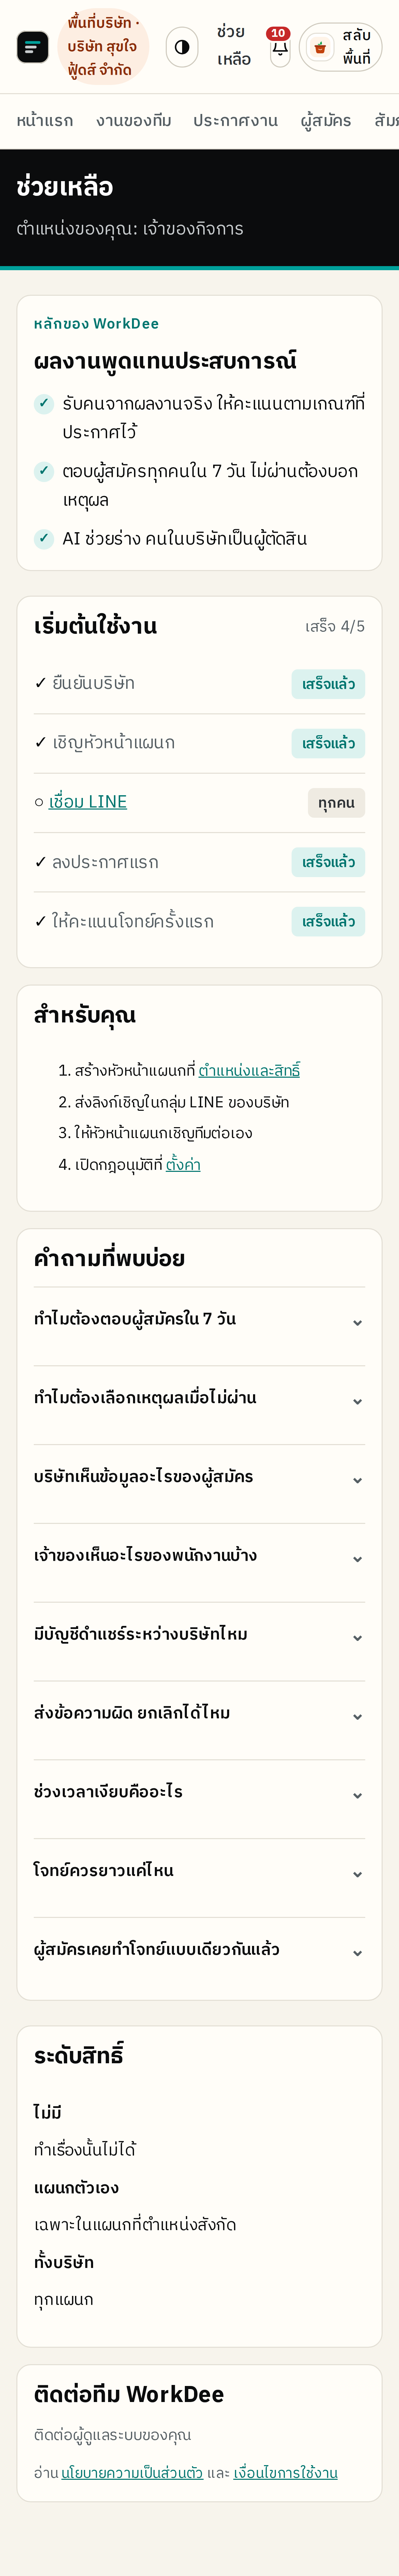 พื้นที่บริษัท ·
บริษัท สุขใจ
ฟู้ดส์ จำกัด
ช่วย
เหลือ
10
สลับ
พื้นที่
หน้าแรก งานของทีม ประกาศงาน ผู้สมัคร
ช่วยเหลือ
ตำแหน่งของคุณ: เจ้าของกิจการ
หลักของ WorkDee
ผลงานพูดแทนประสบการณ์
✓ รับคนจากผลงานจริง ให้คะแนนตามเกณฑ์ที่
ประกาศไว้
✓ ตอบผู้สมัครทุกคนใน 7 วัน ไม่ผ่านต้องบอก
เหตุผล
✓ AI ช่วยร่าง คนในบริษัทเป็นผู้ตัดสิน
เริ่มต้นใช้งาน เสร็จ 4/5
✓ ยืนยันบริษัท เสร็จแล้ว
✓ เชิญหัวหน้าแผนก เสร็จแล้ว
○ เชื่อม LINE ทุกคน
✓ ลงประกาศแรก เสร็จแล้ว
✓ ให้คะแนนโจทย์ครั้งแรก เสร็จแล้ว
สำหรับคุณ
1. สร้างหัวหน้าแผนกที่ ตำแหน่งและสิทธิ์
2. ส่งลิงก์เชิญในกลุ่ม LINE ของบริษัท
3. ให้หัวหน้าแผนกเชิญทีมต่อเอง
4. เปิดกฎอนุมัติที่ ตั้งค่า
คำถามที่พบบ่อย
ทำไมต้องตอบผู้สมัครใน 7 วัน
ทำไมต้องเลือกเหตุผลเมื่อไม่ผ่าน
บริษัทเห็นข้อมูลอะไรของผู้สมัคร
เจ้าของเห็นอะไรของพนักงานบ้าง
มีบัญชีดำแชร์ระหว่างบริษัทไหม
ส่งข้อความผิด ยกเลิกได้ไหม
ช่วงเวลาเงียบคืออะไร
โจทย์ควรยาวแค่ไหน
ผู้สมัครเคยทำโจทย์แบบเดียวกันแล้ว
ระดับสิทธิ์
ไม่มี
ทำเรื่องนั้นไม่ได้
แผนกตัวเอง
เฉพาะในแผนกที่ตำแหน่งสังกัด
ทั้งบริษัท
ทุกแผนก
ติดต่อทีม WorkDee
ติดต่อผู้ดูแลระบบของคุณ
อ่าน นโยบายความเป็นส่วนตัว และ เงื่อนไขการใช้งาน